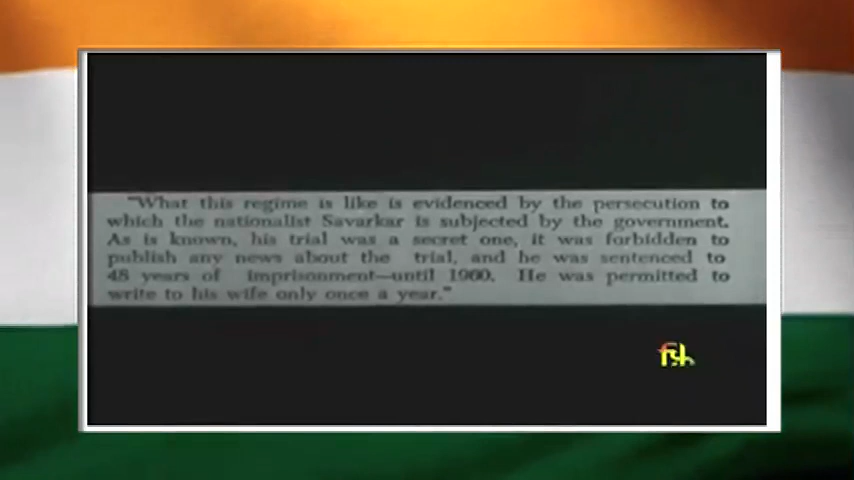 "What this regime is like is evidenced by the persecution to
which the nationalist Savarkar is subjected by the government.
As is known, his trial was a secret one, it was forbidden to
publish any news about the trial, and he was sentenced to
48 years of imprisonment—until 1960. He was permitted to
write to his wife only once a year."